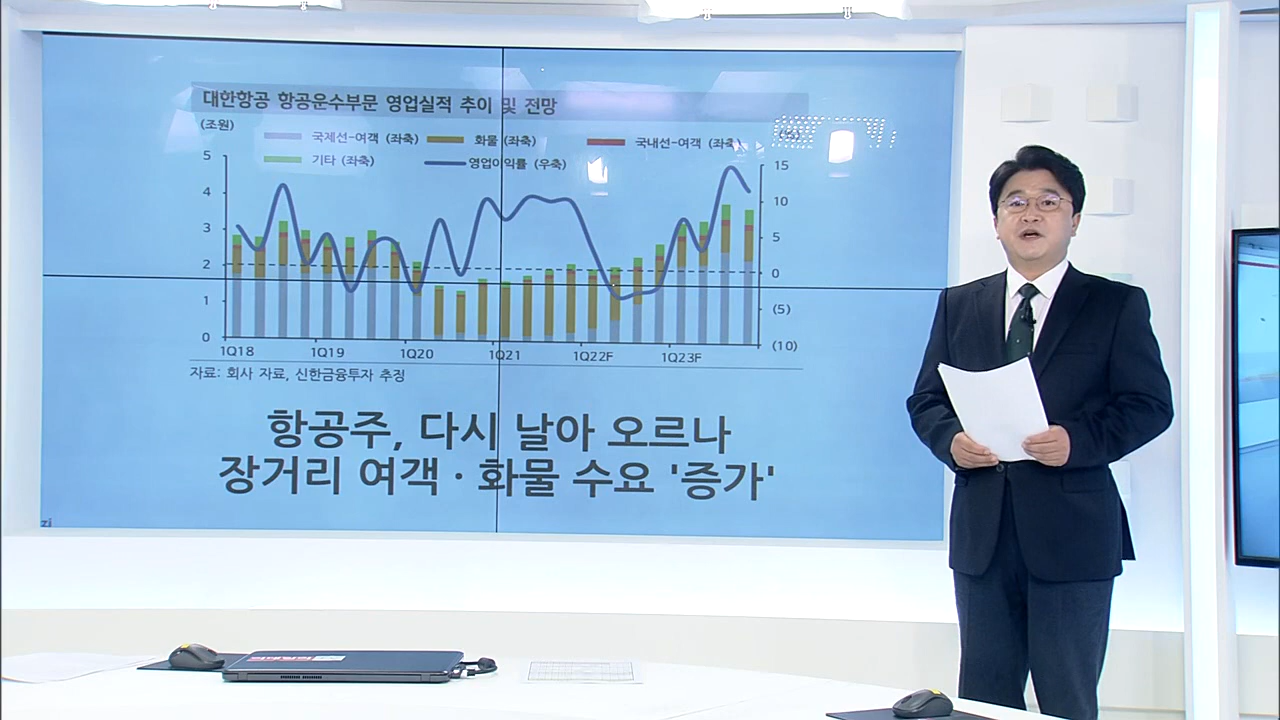 대한항공 항공운수부문 영업실적 추이 및 전망
(조원)
(%)
국제선-여객 (좌축) 화물 (좌축) 국내선-여객 (좌축)
기타 (좌축) 영업이익률 (우축)
5 15
4 10
3 5
2 0
1 (5)
0 (10)
1Q18 1Q19 1Q20 1Q21 1Q22F 1Q23F
자료: 회사 자료, 신한금융투자 추정
항공주, 다시 날아 오르나
장거리 여객 · 화물 수요 '증가'